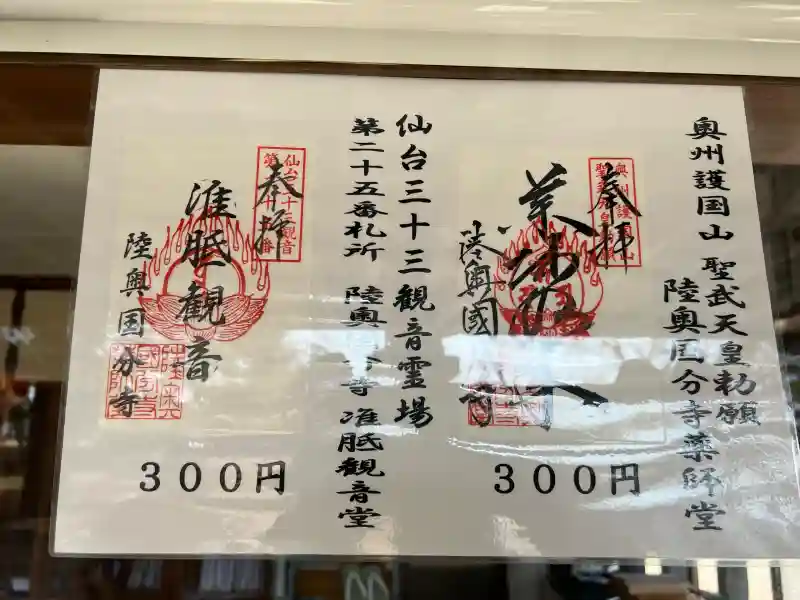 奥州護国山 聖武天皇勅願
陸奥国分寺薬師堂
奉拝
陸奥國
300円
仙台三十三観音霊場
第二十五番札所 陸奥国分寺 准胝観音堂
奉拝
准胝観音
陸奥国分寺
300円